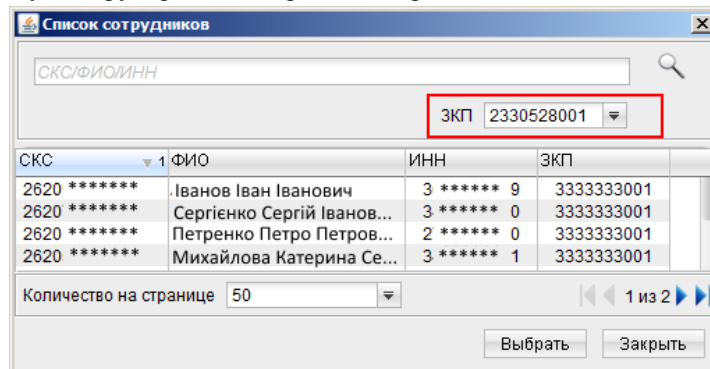 Список сотрудников
СКС/ФИО/ИНН
ЗКП 2330528001
СКС 1 ФИО ИНН ЗКП
2620 ******* Іванов Іван Іванович 3 ****** 9 3333333001
2620 ******* Сергієнко Сергій Іванов... 3 ****** 0 3333333001
2620 ******* Петренко Петро Петров... 2 ****** 0 3333333001
2620 ******* Михайлова Катерина Се... 3 ****** 1 3333333001
Количество на странице 50 1 из 2
Выбрать Закрыть